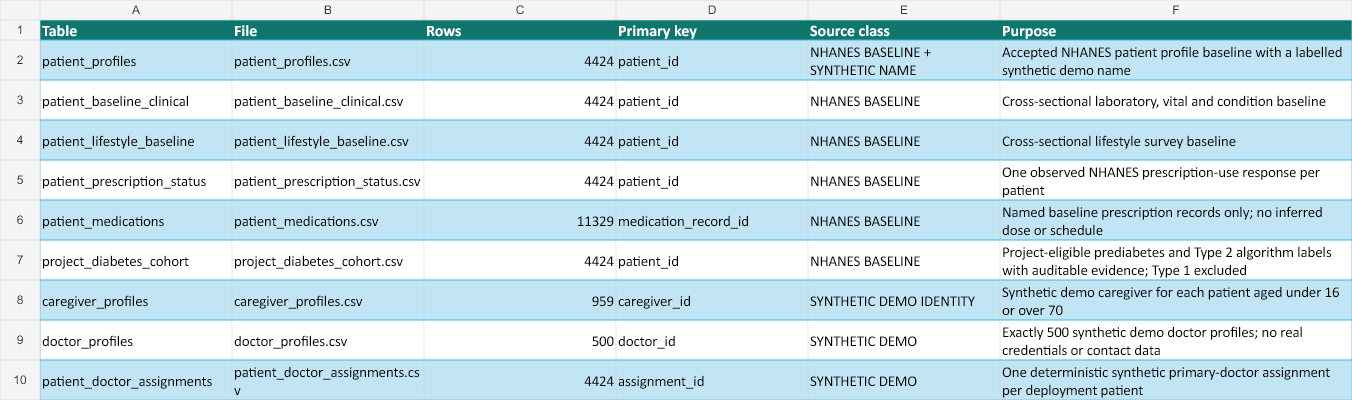 A B C D E F
1 Table File Rows Primary key Source class Purpose
2 patient_profiles patient_profiles.csv 4424 patient_id NHANES BASELINE + Accepted NHANES patient profile baseline with a labelled
SYNTHETIC NAME synthetic demo name
3 patient_baseline_clinical patient_baseline_clinical.csv 4424 patient_id NHANES BASELINE Cross-sectional laboratory, vital and condition baseline
4 patient_lifestyle_baseline patient_lifestyle_baseline.csv 4424 patient_id NHANES BASELINE Cross-sectional lifestyle survey baseline
5 patient_prescription_status patient_prescription_status.csv 4424 patient_id NHANES BASELINE One observed NHANES prescription-use response per
patient
6 patient_medications patient_medications.csv 11329 medication_record_id NHANES BASELINE Named baseline prescription records only; no inferred
dose or schedule
7 project_diabetes_cohort project_diabetes_cohort.csv 4424 patient_id NHANES BASELINE Project-eligible prediabetes and Type 2 algorithm labels
with auditable evidence; Type 1 excluded
8 caregiver_profiles caregiver_profiles.csv 959 caregiver_id SYNTHETIC DEMO IDENTITY Synthetic demo caregiver for each patient aged under 16
or over 70
9 doctor_profiles doctor_profiles.csv 500 doctor_id SYNTHETIC DEMO Exactly 500 synthetic demo doctor profiles; no real
credentials or contact data
10 patient_doctor_assignments patient_doctor_assignments.cs 4424 assignment_id SYNTHETIC DEMO One deterministic synthetic primary-doctor assignment
v per deployment patient